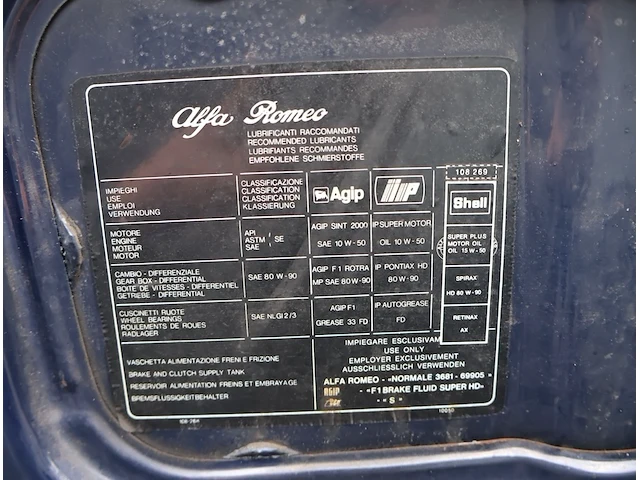 Alfa Romeo
LUBRIFICANTI RACCOMANDATI
RECOMMENDED LUBRICANTS
LUBRIFIANTS RECOMMANDES
EMPFOHLENE SCHMIERSTOFFE
108 269
IMPIEGHI
USE
EMPLOI
VERWENDUNG
CLASSIFICAZIONE
CLASSIFICATION
CLASSIFICATION
KLASSIERUNG
Agip
IP
Shell
MOTORE
ENGINE
MOTEUR
MOTOR
API
ASTM / SE
SAE
AGIP SINT 2000
SAE 10 W - 50
IP SUPER MOTOR
OIL 10 W - 50
SUPER PLUS
MOTOR OIL
OIL 15 W - 50
CAMBIO - DIFFERENZIALE
GEAR BOX - DIFFERENTIAL
BOITE DE VITESSES - DIFFERENTIEL
GETRIEBE - DIFFERENTIAL
SAE 80 W - 90
AGIP F1 ROTRA
MP SAE 80 W - 90
IP PONTIAX HD
80 W - 90
SPIRAX
HD 80 W - 90
CUSCINETTI RUOTE
WHEEL BEARINGS
ROULEMENTS DE ROUES
RADLAGER
SAE NLGI 2/3
AGIP F1
GREASE 33 FD
IP AUTOGREASE
FD
RETINAX
AX
VASCHETTA ALIMENTAZIONE FRENI E FRIZIONE
BRAKE AND CLUTCH SUPPLY TANK
RESERVOIR ALIMENTATION FREINS ET EMBRAYAGE
BREMSFLUSSIGKEITBEHALTER
IMPIEGARE ESCLUSIVAM
USE ONLY
EMPLOYER EXCLUSIVEMENT
AUSSCHLIESSLICH VERWENDEN
ALFA ROMEO - «NORMALE 3681 - 69905 »
AGIP - «F1 BRAKE FLUID SUPER HD»
- «S »
108-264
10050